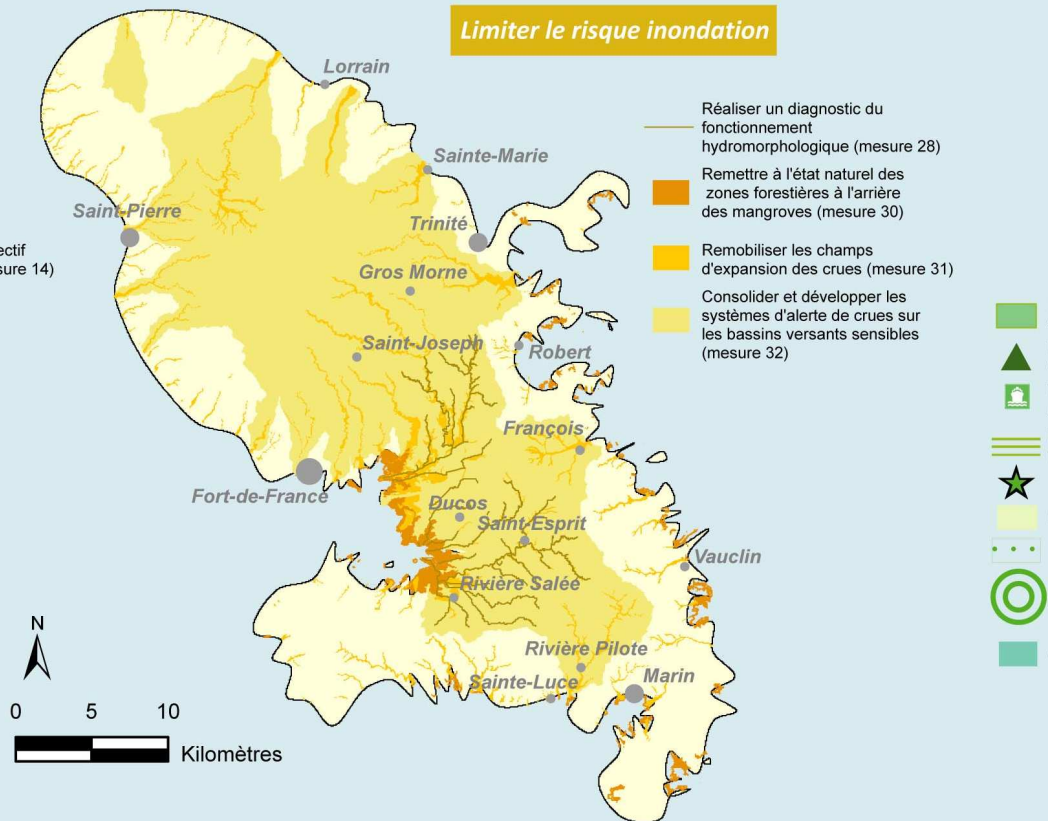 Limiter le risque inondation
Réaliser un diagnostic du
fonctionnement
hydromorphologique (mesure 28)
Remettre à l'état naturel des
zones forestières à l'arrière
des mangroves (mesure 30)
Remobiliser les champs
d'expansion des crues (mesure 31)
Consolider et développer les
systèmes d'alerte de crues sur
les bassins versants sensibles
(mesure 32)
Lorrain
Sainte-Marie
Saint-Pierre
Trinité
ectif
sure 14)
Gros Morne
Saint-Joseph
Robert
François
Fort-de-France
Ducos
Saint-Esprit
Vauclin
Rivière Salée
Rivière Pilote
Sainte-Luce
Marin
N
0 5 10
Kilomètres